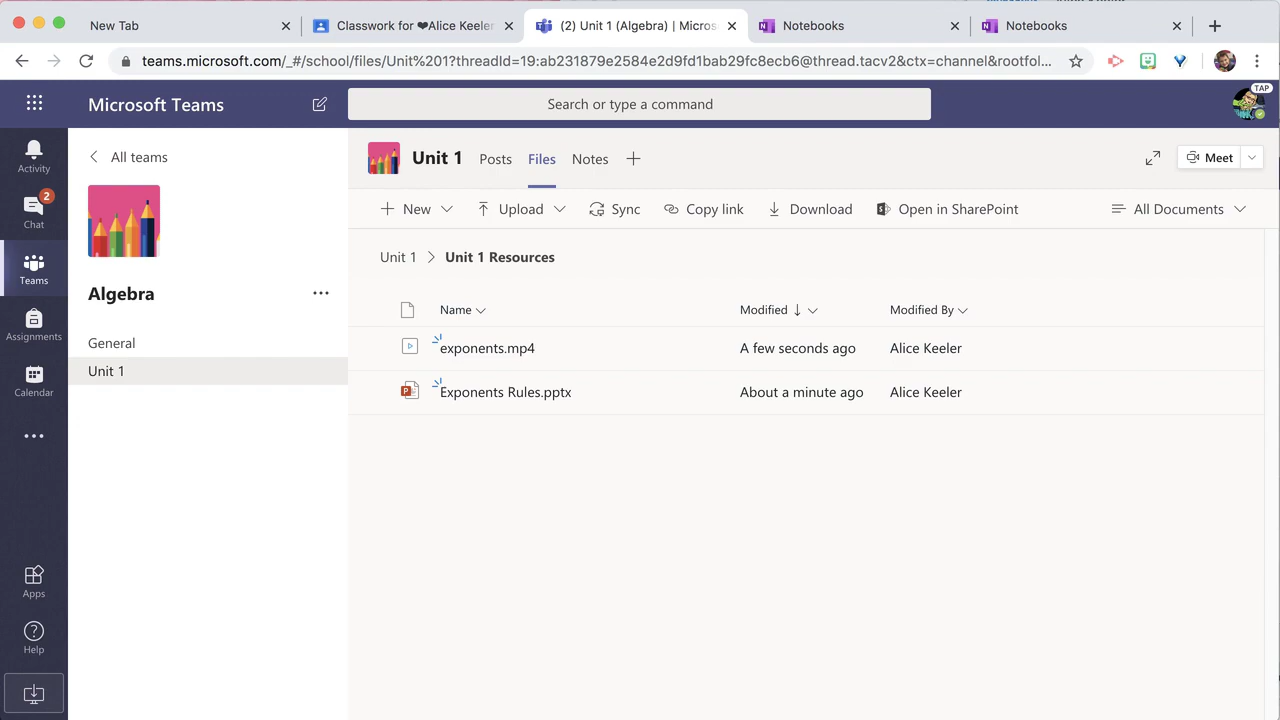 New Tab
Classwork for ❤Alice Keeler
(2) Unit 1 (Algebra) | Micros
Notebooks
Notebooks
teams.microsoft.com/_#/school/files/Unit%201?threadId=19:ab231879e2584e2d9fd1bab29fc8ecb6@thread.tacv2&ctx=channel&rootfol...
Microsoft Teams
Search or type a command
TAP
Activity
Chat
2
Teams
Assignments
Calendar
Apps
Help
All teams
Algebra
General
Unit 1
Unit 1
Posts
Files
Notes
Meet
New
Upload
Sync
Copy link
Download
Open in SharePoint
All Documents
Unit 1 > Unit 1 Resources
Name Modified Modified By
exponents.mp4 A few seconds ago Alice Keeler
Exponents Rules.pptx About a minute ago Alice Keeler